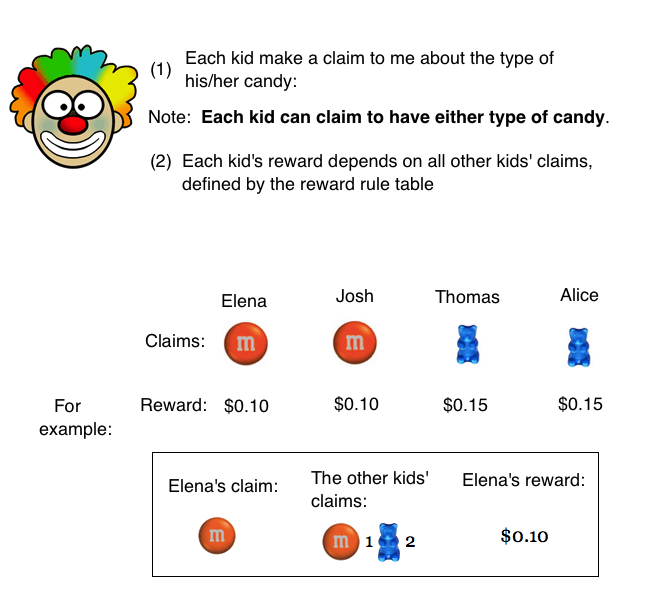 (1) Each kid make a claim to me about the type of
his/her candy:
Note: Each kid can claim to have either type of candy.
(2) Each kid's reward depends on all other kids' claims,
defined by the reward rule table
Elena Josh Thomas Alice
Claims: m m
For example:
Reward: $0.10 $0.10 $0.15 $0.15
Elena's claim:
m
The other kids'
claims:
m 1 2
Elena's reward:
$0.10